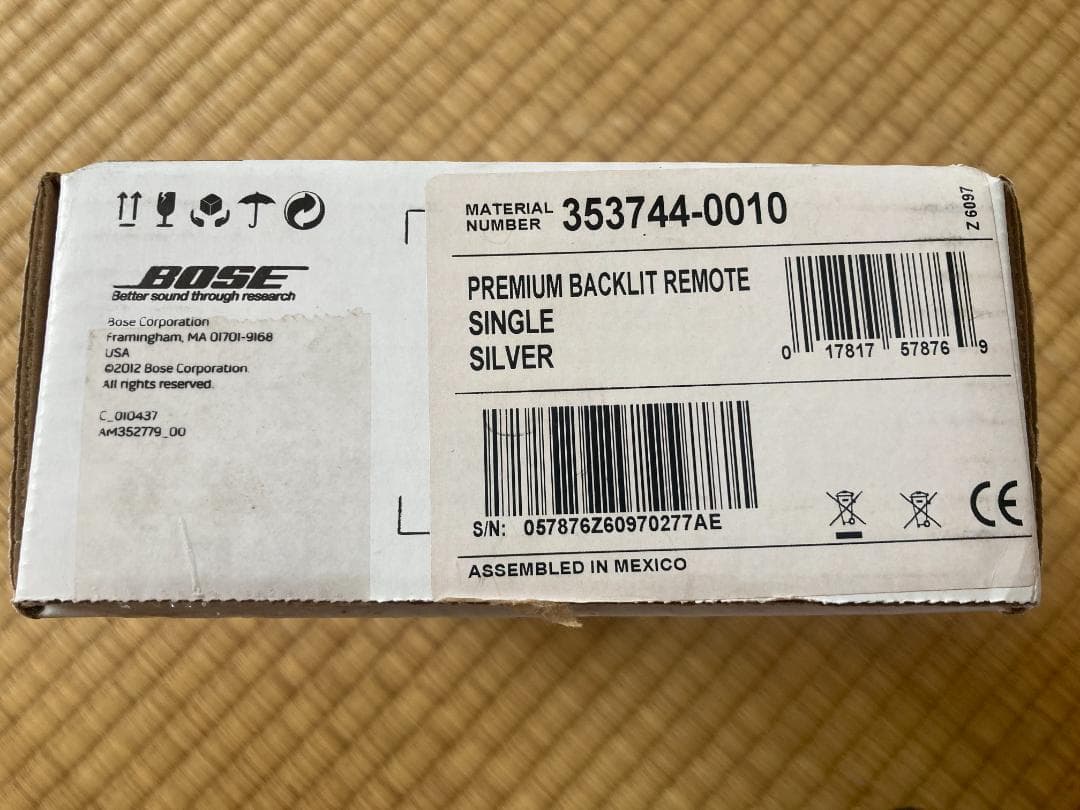 BOSE
Better sound through research
Bose Corporation
Framingham, MA 01701-9168
USA
©2012 Bose Corporation
All rights reserved.
C_010437
AM352779_00
MATERIAL NUMBER 353744-0010
Z 6097
PREMIUM BACKLIT REMOTE
SINGLE
SILVER
0 17817 57876 9
S/N: 057876Z60970277AE
CE
ASSEMBLED IN MEXICO